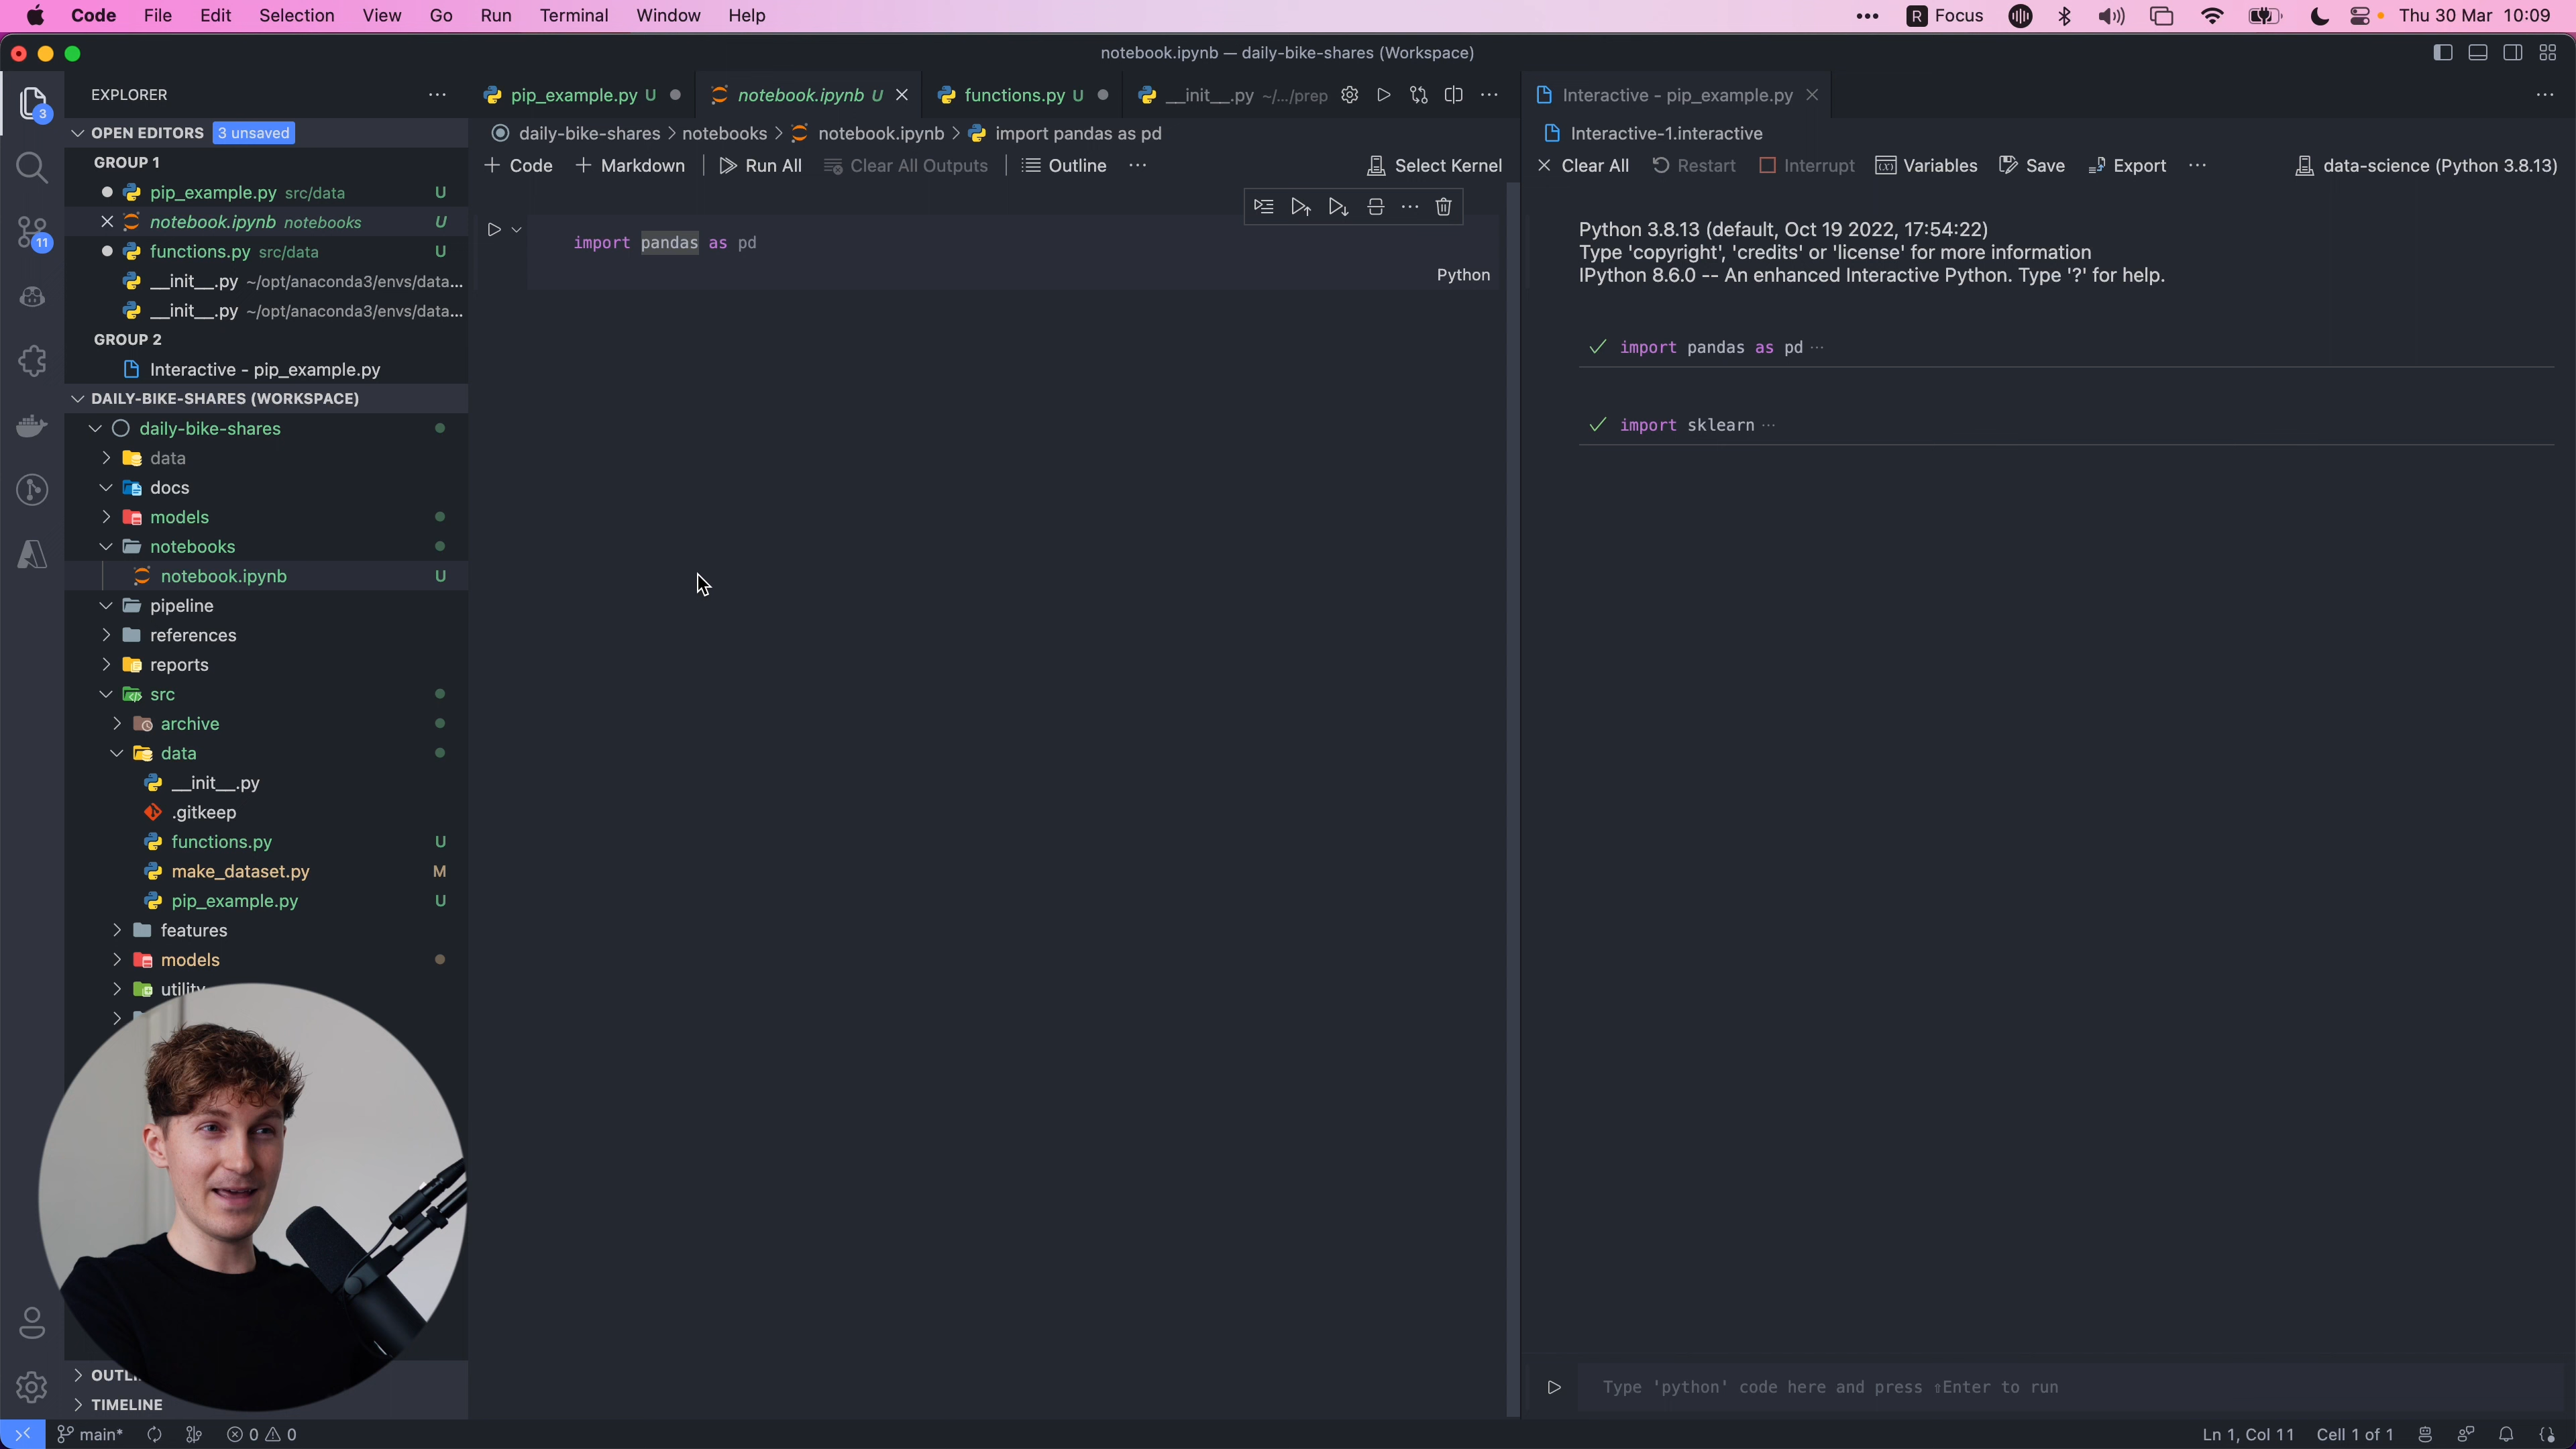 Code File Edit Selection View Go Run Terminal Window Help
R Focus Thu 30 Mar 10:09
notebook.ipynb — daily-bike-shares (Workspace)
EXPLORER
3
OPEN EDITORS 3 unsaved
GROUP 1
pip_example.py src/data U
notebook.ipynb notebooks U
functions.py src/data U
__init__.py ~/opt/anaconda3/envs/data...
__init__.py ~/opt/anaconda3/envs/data...
GROUP 2
Interactive - pip_example.py
11
DAILY-BIKE-SHARES (WORKSPACE)
daily-bike-shares
data
docs
models
notebooks
notebook.ipynb U
pipeline
references
reports
src
archive
data
__init__.py
.gitkeep
functions.py U
make_dataset.py M
pip_example.py U
features
models
utility
TIMELINE
pip_example.py U
notebook.ipynb U
functions.py U
__init__.py ~/.../prep
daily-bike-shares > notebooks > notebook.ipynb > import pandas as pd
+ Code + Markdown Run All Clear All Outputs Outline ... Select Kernel
import pandas as pd
Python
Interactive - pip_example.py
Interactive-1.interactive
Clear All Restart Interrupt Variables Save Export ... data-science (Python 3.8.13)
Python 3.8.13 (default, Oct 19 2022, 17:54:22)
Type 'copyright', 'credits' or 'license' for more information
IPython 8.6.0 -- An enhanced Interactive Python. Type '?' for help.
import pandas as pd ...
import sklearn ...
Type 'python' code here and press ⇧Enter to run
main* 0 0
Ln 1, Col 11 Cell 1 of 1